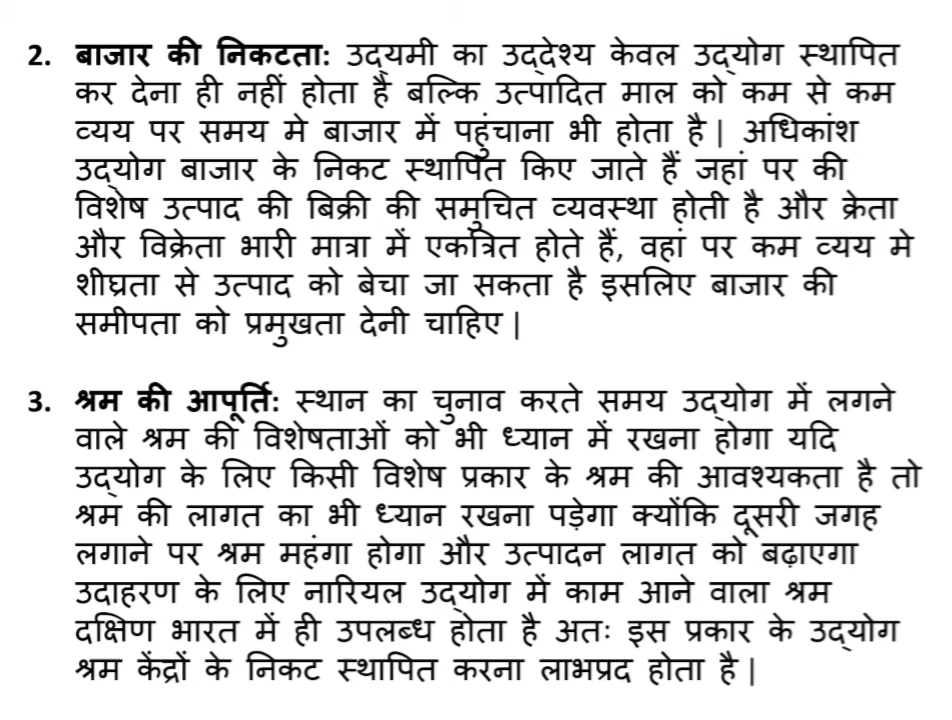 2. बाजार की निकटता: उद्यमी का उद्देश्य केवल उद्योग स्थापित
कर देना ही नहीं होता है बल्कि उत्पादित माल को कम से कम
व्यय पर समय मे बाजार में पहुंचाना भी होता है| अधिकांश
उद्योग बाजार के निकट स्थापित किए जाते हैं जहां पर की
विशेष उत्पाद की बिक्री की समुचित व्यवस्था होती है और क्रेता
और विक्रेता भारी मात्रा में एकत्रित होते हैं, वहां पर कम व्यय मे
शीघ्रता से उत्पाद को बेचा जा सकता है इसलिए बाजार की
समीपता को प्रमुखता देनी चाहिए|
3. श्रम की आपूर्ति: स्थान का चुनाव करते समय उद्योग में लगने
वाले श्रम की विशेषताओं को भी ध्यान में रखना होगा यदि
उद्योग के लिए किसी विशेष प्रकार के श्रम की आवश्यकता है तो
श्रम की लागत का भी ध्यान रखना पड़ेगा क्योंकि दूसरी जगह
लगाने पर श्रम महंगा होगा और उत्पादन लागत को बढ़ाएगा
उदाहरण के लिए नारियल उद्योग में काम आने वाला श्रम
दक्षिण भारत में ही उपलब्ध होता है अतः इस प्रकार के उद्योग
श्रम केंद्रों के निकट स्थापित करना लाभप्रद होता है|